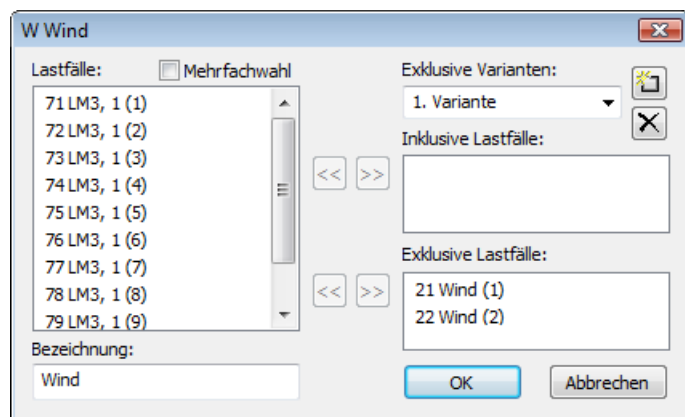 W Wind
Lastfälle:
Mehrfachwahl
71 LM3, 1 (1)
72 LM3, 1 (2)
73 LM3, 1 (3)
74 LM3, 1 (4)
75 LM3, 1 (5)
76 LM3, 1 (6)
77 LM3, 1 (7)
78 LM3, 1 (8)
79 LM3, 1 (9)
Bezeichnung:
Wind
<< >>
<< >>
Exklusive Varianten:
1. Variante
Inklusive Lastfälle:
Exklusive Lastfälle:
21 Wind (1)
22 Wind (2)
OK
Abbrechen